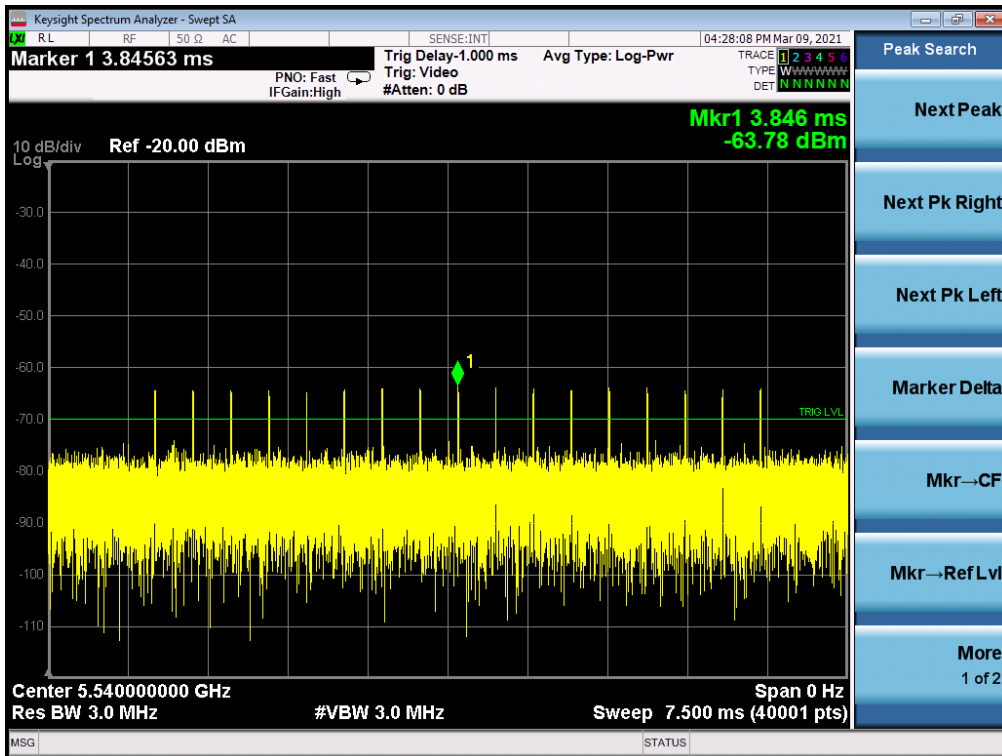 Keysight Spectrum Analyzer - Swept SA
LXI RL RF 50 Ω AC SENSE:INT 04:28:08 PM Mar 09, 2021
Marker 1 3.84563 ms
PNO: Fast
IFGain:High
Trig Delay-1.000 ms
Trig: Video
#Atten: 0 dB
Avg Type: Log-Pwr
TRACE 1 2 3 4 5 6
TYPE WWWWWW
DET N N N N N N
Mkr1 3.846 ms
-63.78 dBm
10 dB/div Ref -20.00 dBm
Log
-30.0
-40.0
-50.0
-60.0
1
-70.0
TRIG LVL
-80.0
-90.0
-100
-110
Center 5.540000000 GHz Span 0 Hz
Res BW 3.0 MHz #VBW 3.0 MHz Sweep 7.500 ms (40001 pts)
MSG STATUS
Peak Search
Next Peak
Next Pk Right
Next Pk Left
Marker Delta
Mkr→CF
Mkr→Ref Lvl
More
1 of 2